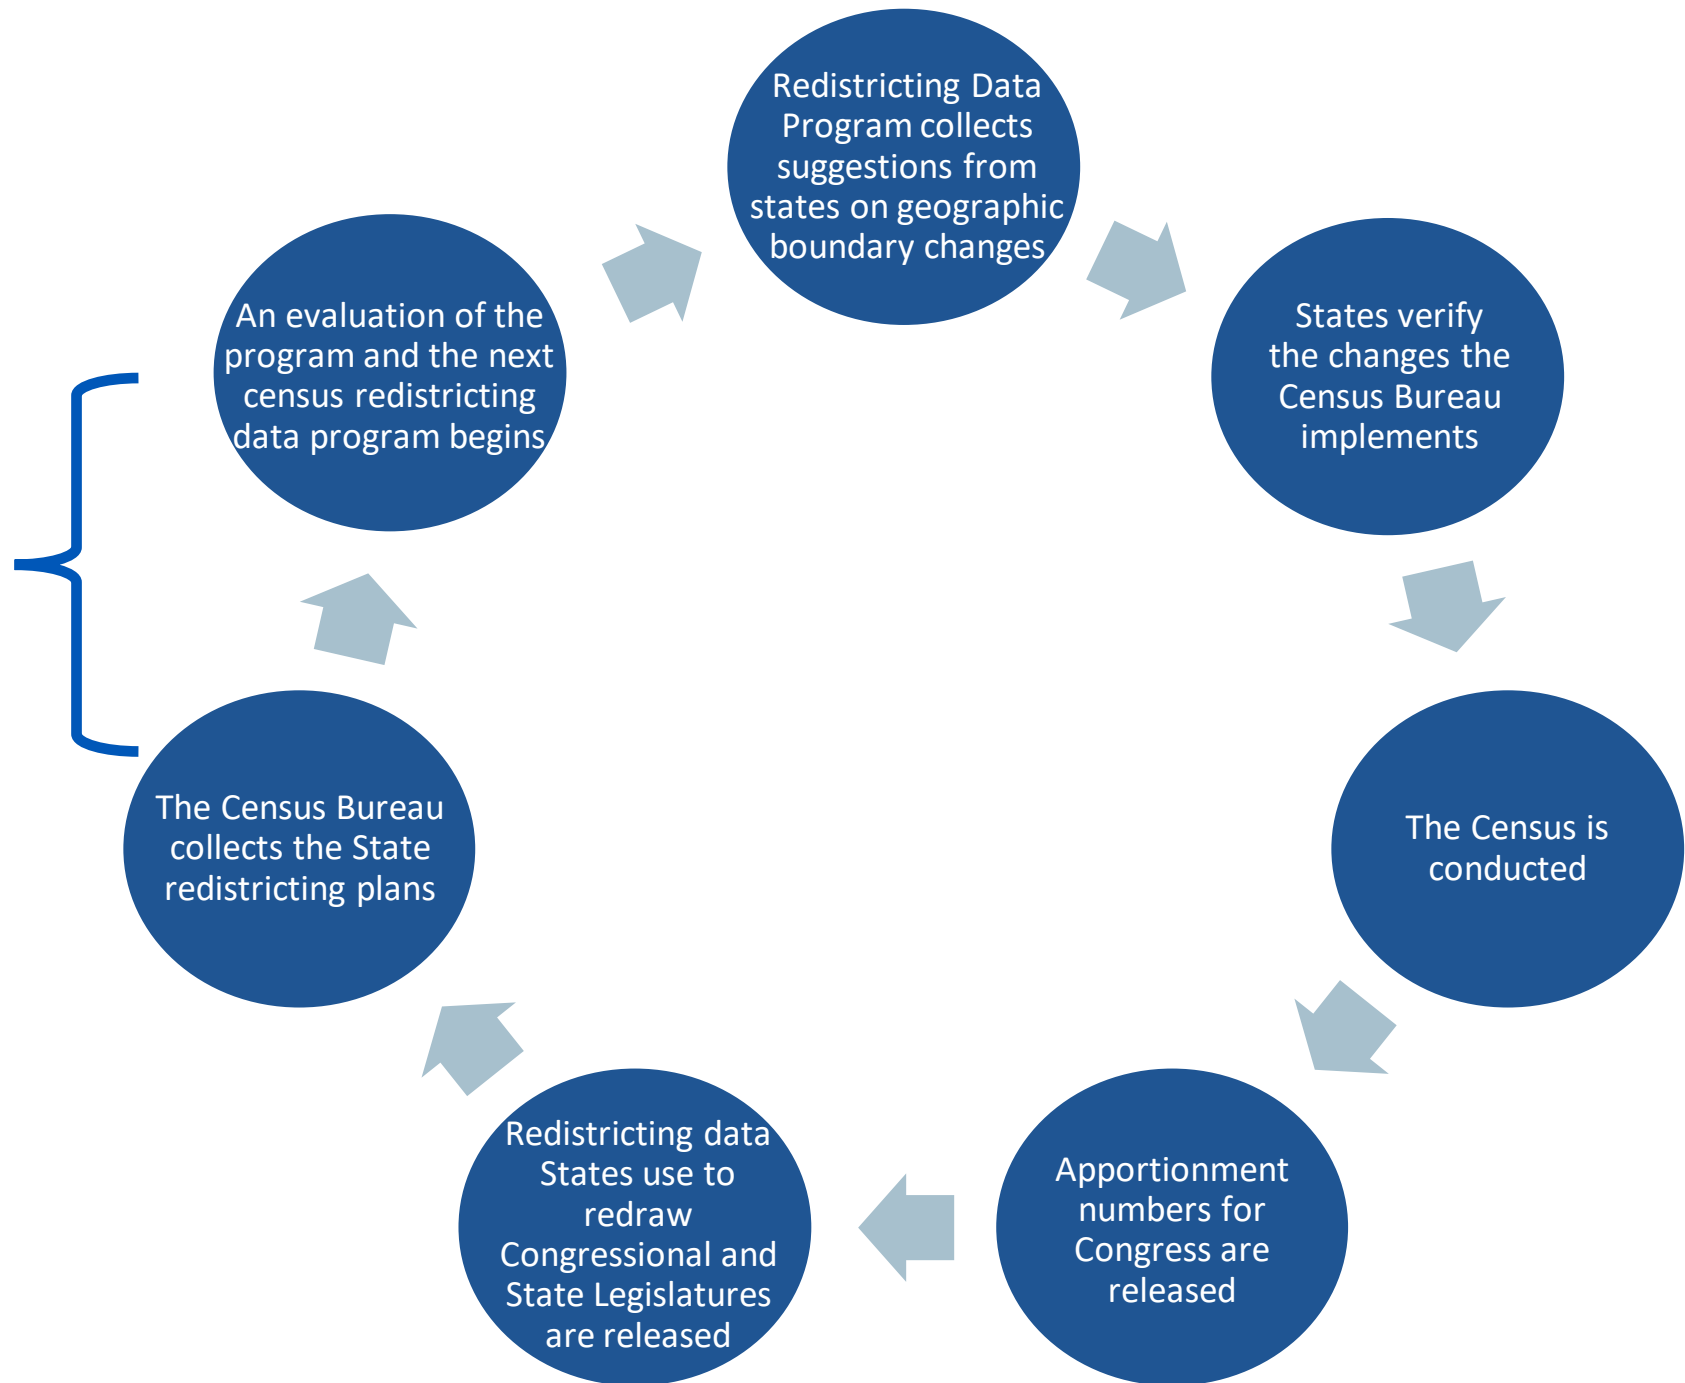 Redistricting Data
Program collects
suggestions from
states on geographic
boundary changes
States verify
the changes the
Census Bureau
implements
The Census is
conducted
Apportionment
numbers for
Congress are
released
Redistricting data
States use to
redraw
Congressional and
State Legislatures
are released
The Census Bureau
collects the State
redistricting plans
An evaluation of the
program and the next
census redistricting
data program begins